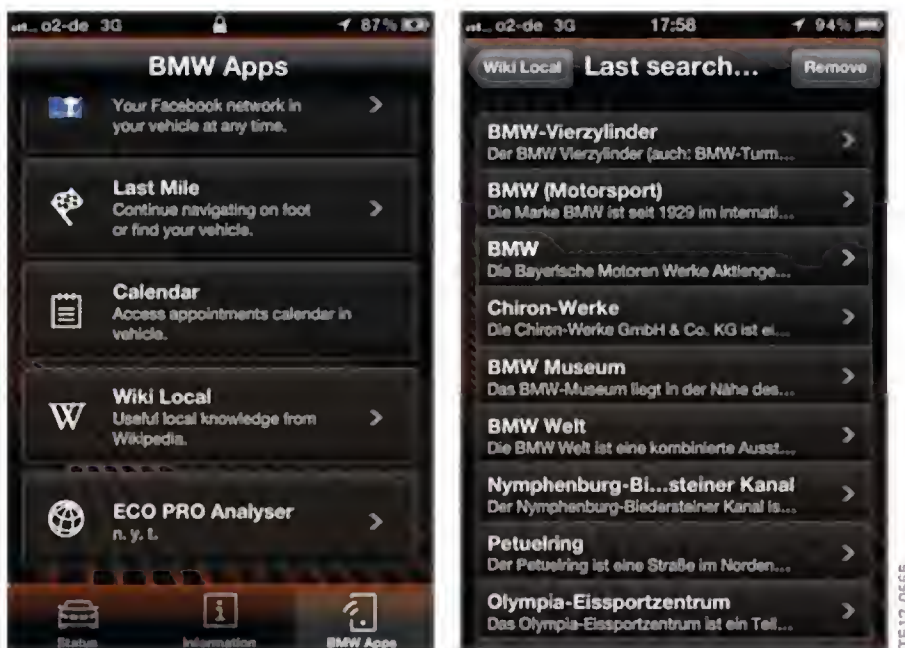 o2-de 3G 87%
BMW Apps
Your Facebook network in
your vehicle at any time.
Last Mile
Continue navigating on foot
or find your vehicle.
Calendar
Access appointments calendar in
vehicle.
Wiki Local
Useful local knowledge from
Wikipedia.
ECO PRO Analyser
n. y. t.
Status Information BMW Apps
o2-de 3G 17:58 94%
Wiki Local Last search... Remove
BMW-Vierzylinder
Der BMW Vierzylinder (auch: BMW-Turm...
BMW (Motorsport)
Die Marke BMW ist seit 1929 im internati...
BMW
Die Bayerische Motoren Werke Aktienge...
Chiron-Werke
Die Chiron-Werke GmbH & Co. KG ist ei...
BMW Museum
Das BMW-Museum liegt in der Nähe des...
BMW Welt
Die BMW Welt ist eine kombinierte Ausst...
Nymphenburg-Bi...steiner Kanal
Der Nymphenburg-Biedersteiner Kanal is...
Petuelring
Der Petuelring ist eine Straße im Norden...
Olympia-Eissportzentrum
Das Olympia-Eissportzentrum ist ein Teil...